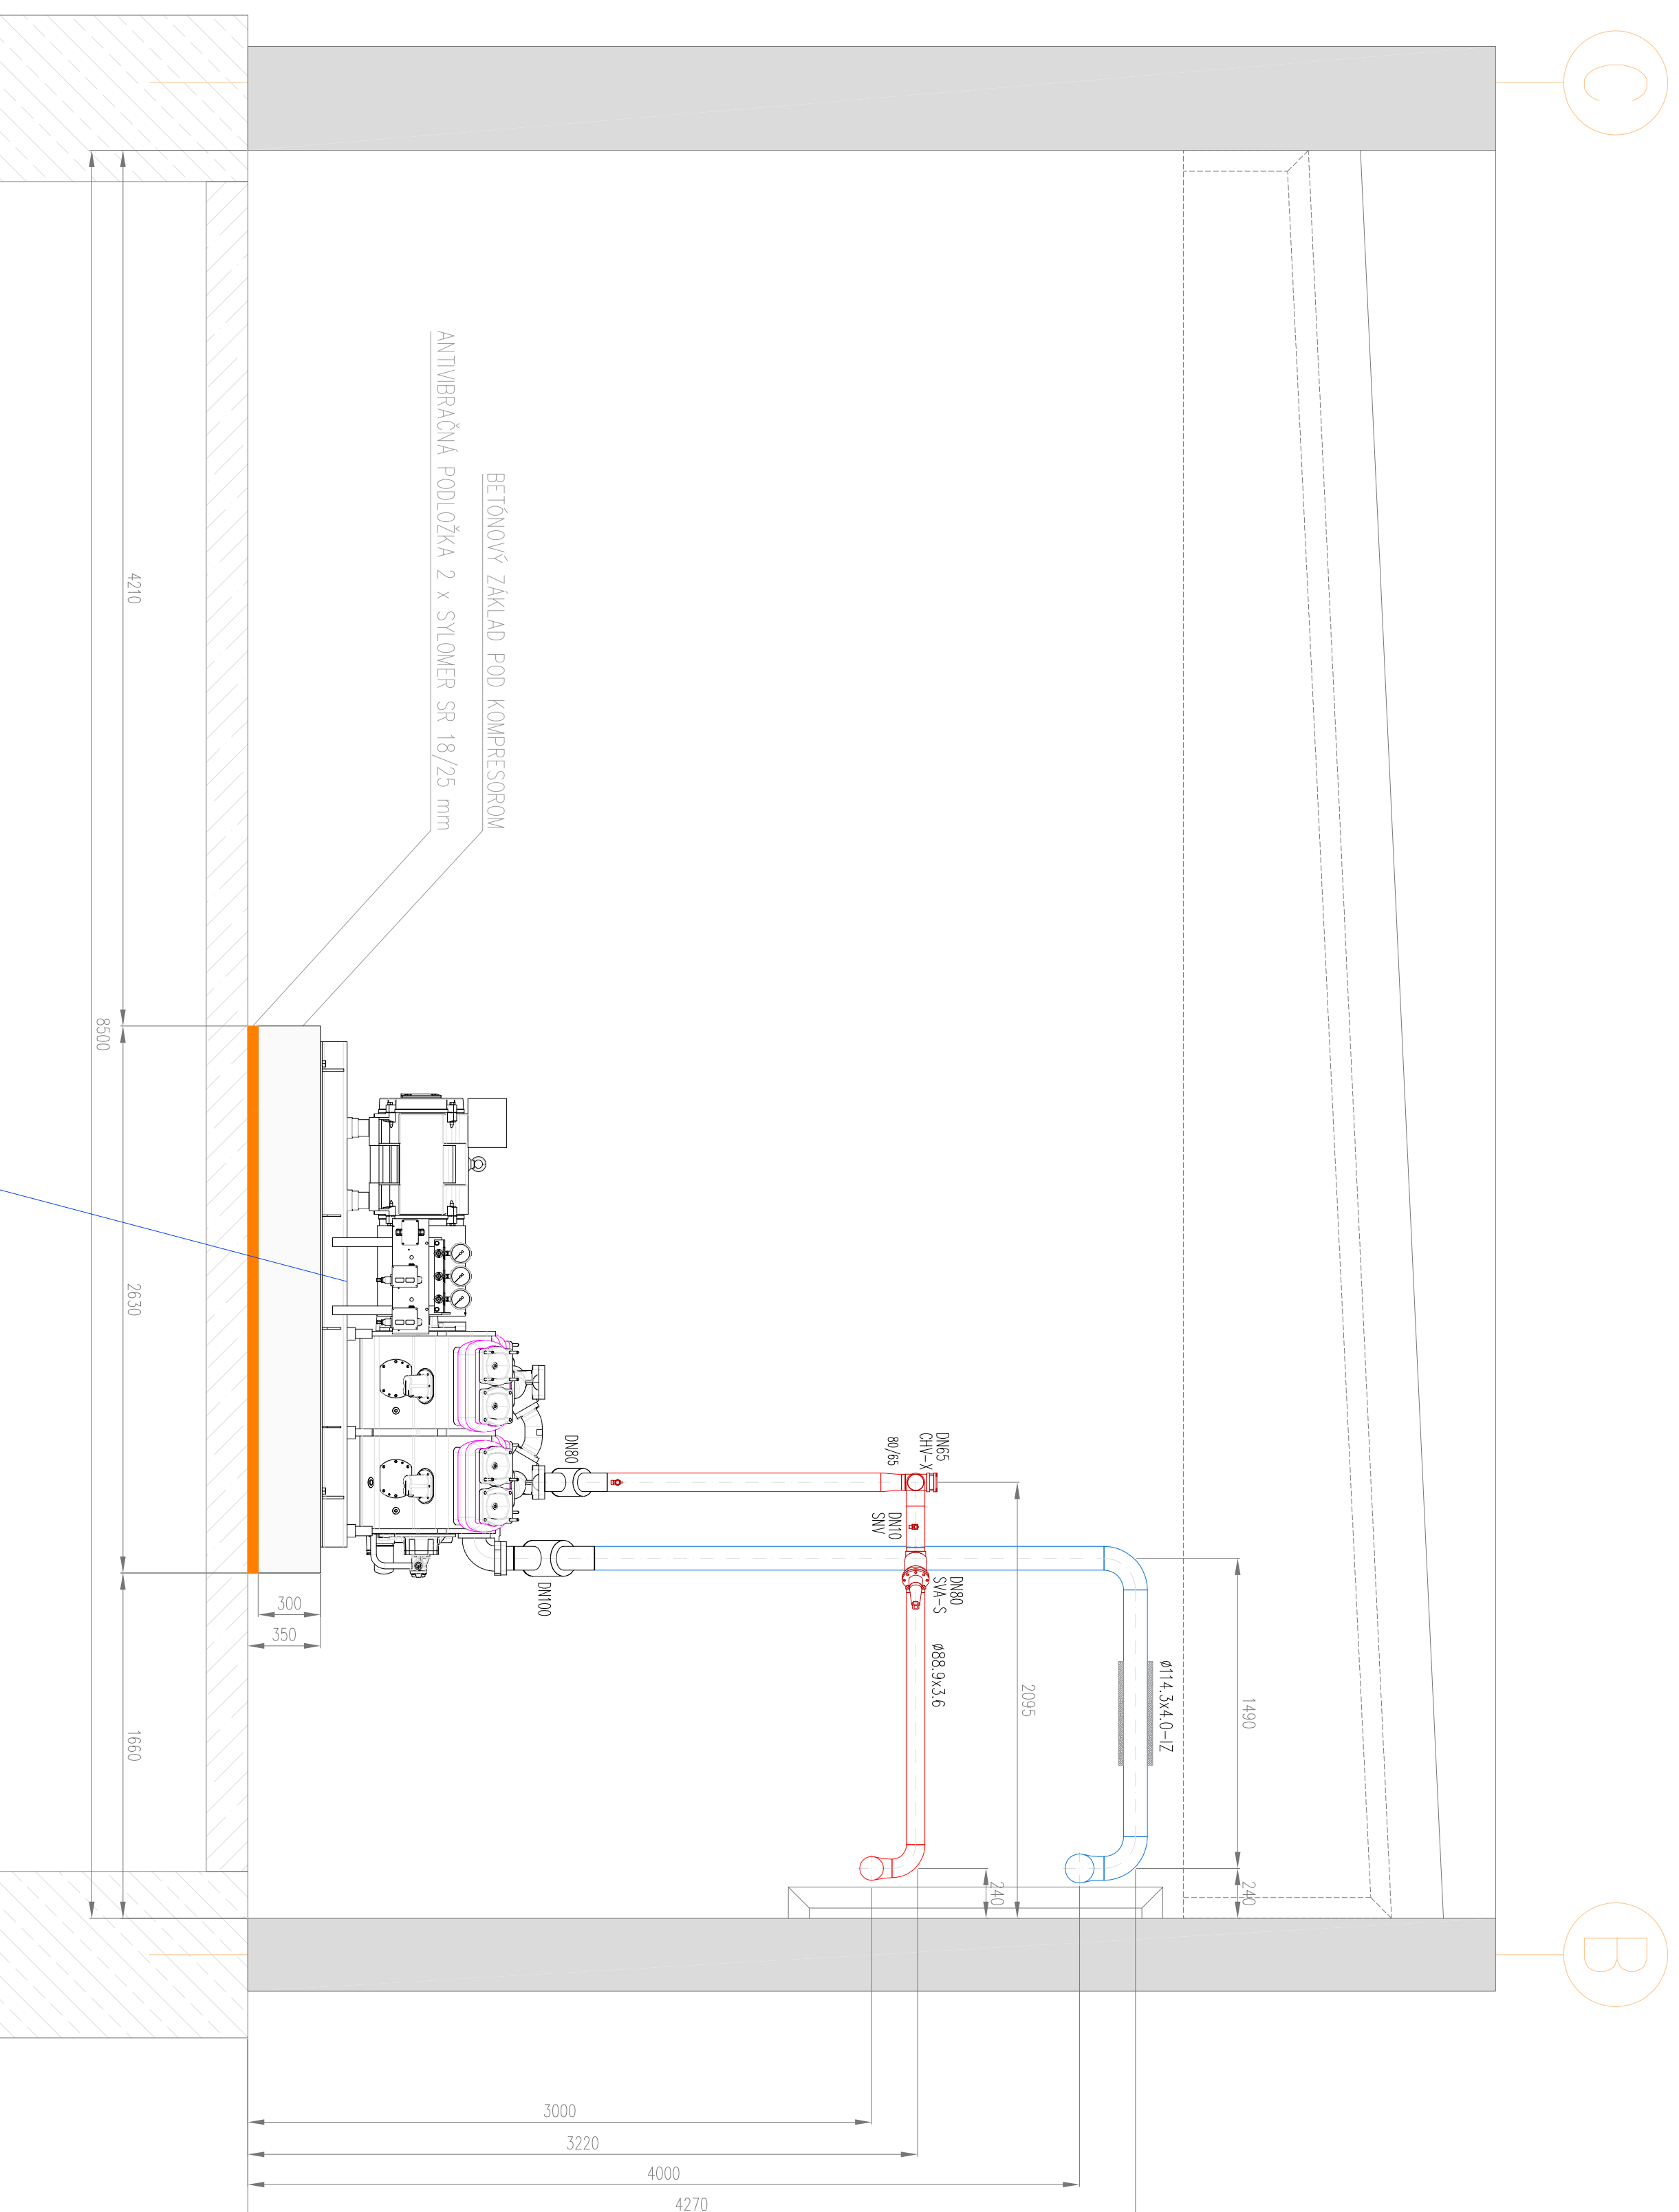 C
B
BETÓNOVÝ ZÁKLAD POD KOMPRESOROM
ANTIVIBRAČNÁ PODLOŽKA 2 x SYLOMER SR 18/25 mm
DN65
CHV-X
80/65
DN10
SNV
DN80
SVA-S
DN80
DN100
Ø88.9x3.6
Ø114.3x4.0-IZ
1490
240
2095
240
300
350
4210
2630
1660
8500
3000
3220
4000
4270